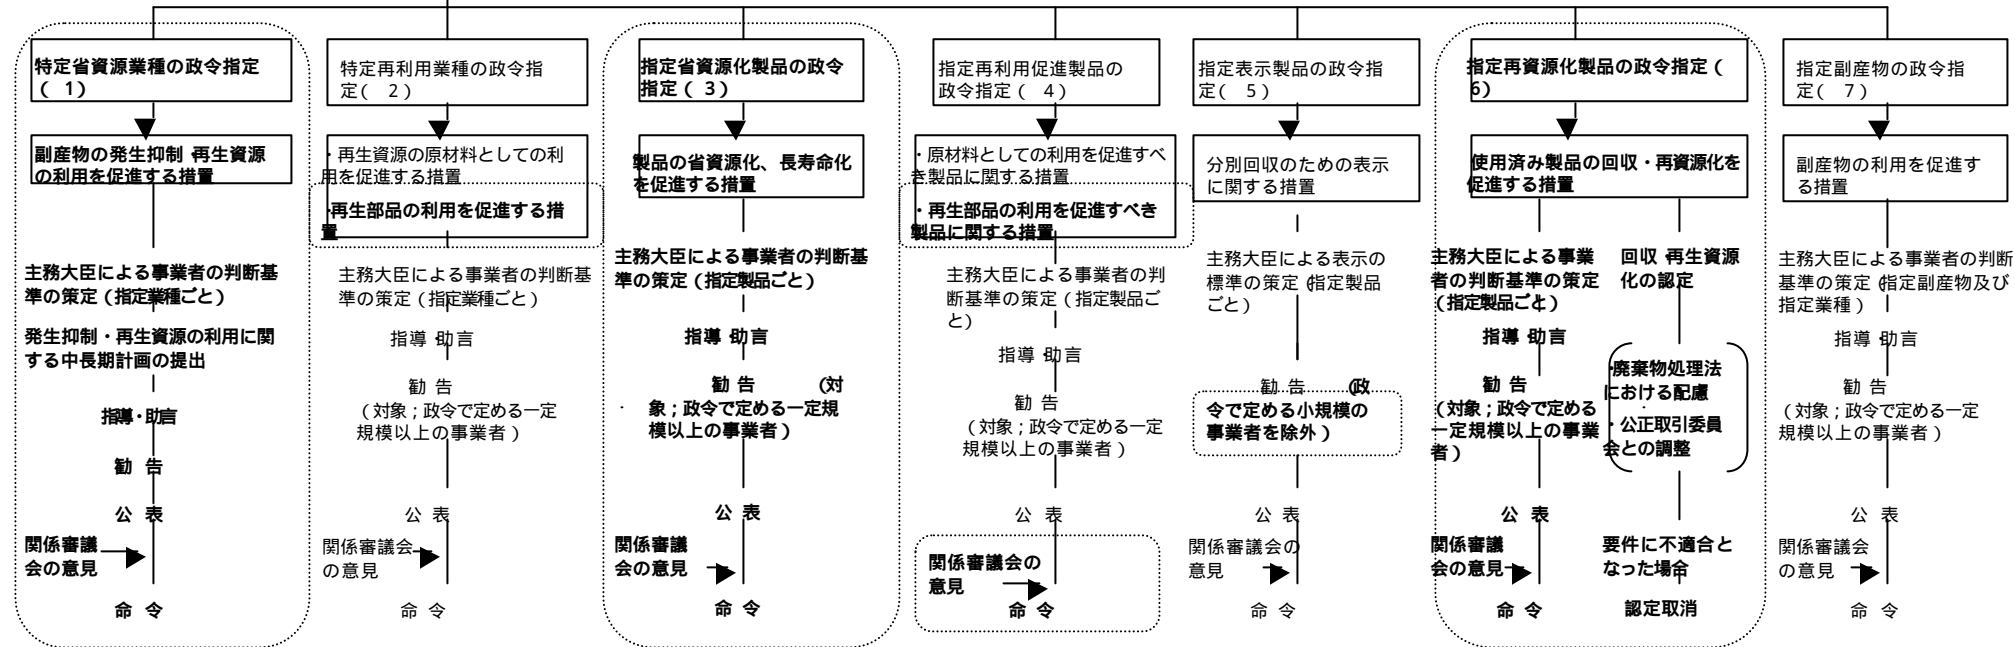 特定省資源業種の政令指定
( 1)
副産物の発生抑制・再生資源
の利用を促進する措置
主務大臣による事業者の判断基
準の策定(指定業種ごと)
発生抑制・再生資源の利用に関
する中長期計画の提出
指導・助言
勧 告
公 表
関係審議
会の意見
命 令
特定再利用業種の政令指
定( 2)
・再生資源の原材料としての利
用を促進する措置
・再生部品の利用を促進する措
置
主務大臣による事業者の判断基
準の策定(指定業種ごと)
指導・助言
勧 告
(対象;政令で定める一定
規模以上の事業者)
公 表
関係審議会
の意見
命 令
指定省資源化製品の政令
指定( 3)
製品の省資源化、長寿命化
を促進する措置
主務大臣による事業者の判断基
準の策定(指定製品ごと)
指導・助言
勧 告 (対
象;政令で定める一定規
模以上の事業者)
公 表
関係審議
会の意見
命 令
指定再利用促進製品の
政令指定( 4)
・原材料としての利用を促進すべ
き製品に関する措置
・再生部品の利用を促進すべき
製品に関する措置
主務大臣による事業者の判
断基準の策定(指定製品ご
と)
指導・助言
勧 告
(対象;政令で定める一定
規模以上の事業者)
公 表
関係審議会の
意見
命 令
指定表示製品の政令指
定( 5)
分別回収のための表示
に関する措置
主務大臣による表示の
標準の策定(指定製品
ごと)
勧 告 (政
令で定める小規模の
事業者を除外)
公 表
関係審議会の
意見
命 令
指定再資源化製品の政令指定(
6)
使用済み製品の回収・再資源化を
促進する措置
主務大臣による事業
者の判断基準の策定
(指定製品ごと)
指導・助言
勧 告
(対象;政令で定める
一定規模以上の事業
者)
公 表
関係審議
会の意見
命 令
回収・再生資源
化の認定
・廃棄物処理法
における配慮
・公正取引委員
会との調整
要件に不適合と
なった場合
認定取消
指定副産物の政令指
定( 7)
副産物の利用を促進す
る措置
主務大臣による事業者の判断
基準の策定(指定副産物及び
指定業種)
指導・助言
勧 告
(対象;政令で定める一定
規模以上の事業者)
公 表
関係審議会
の意見
命 令